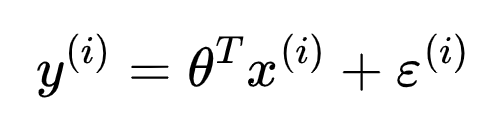 y^{(i)} = θ^T x^{(i)} + ε^{(i)}